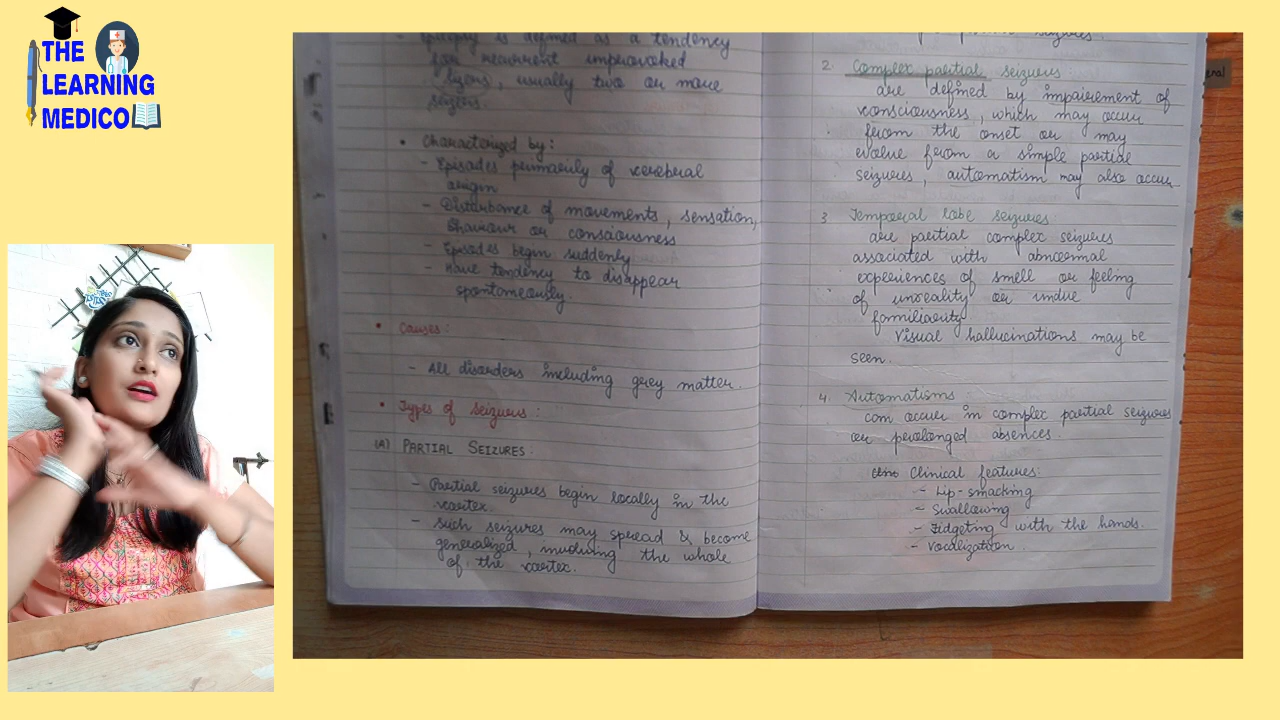 THE
LEARNING
MEDICO
- Epilepsy is defined as a tendency
for recurrent unprovoked
, usually two or more
seizers.
• Characterized by:
- Episades primarily of cerebral
origin
- Disturbance of movements, sensation,
behaviour or consciousness
- Episodes begin suddenly
- Have tendency to disappear
spontaneously.
• Causes:
- All disorders including grey matter.
• Types of seizures:
(A) PARTIAL SEIZURES.
- Partial seizures begin locally in the
cortex.
- Such seizures may spread & become
generalized, involving the whole
of the cortex.
seizures.
2. Complex partial seizures:
are defined by impairement of
consciousness, which may occur
from the onset or may
evolve from a simple partial
seizures, automatism may also occur
3 Temporal lobe seizures
are partial complex seizures
associated with abnormal
experiences of smell or feeling
of unreality or undue
familiarity
Visual hallucinations may be
seen.
4. Automatisms:
can occur in complex partial seizures
or prolonged absences.
Clinical features:
- Lip-smacking
- Swallowing
- Fidgeting with the hands.
- Vocalization